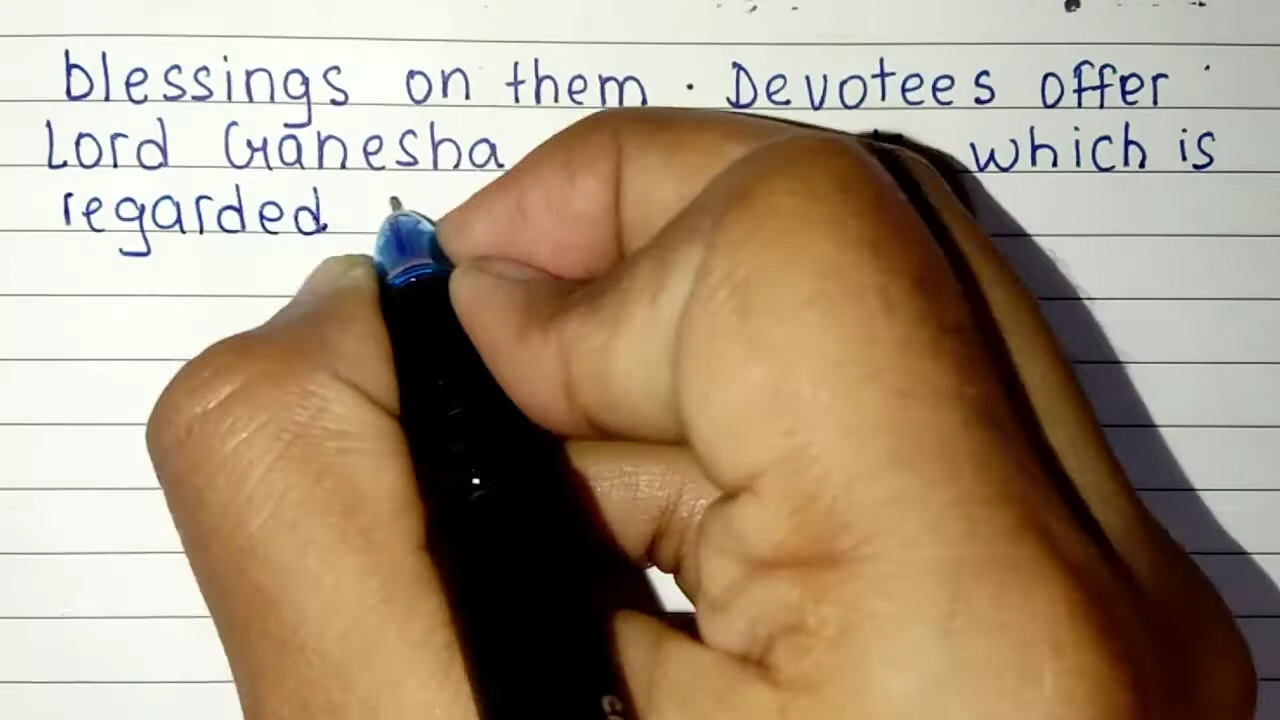 blessings on them. Devotees offer
Lord Ganesha which is
regarded